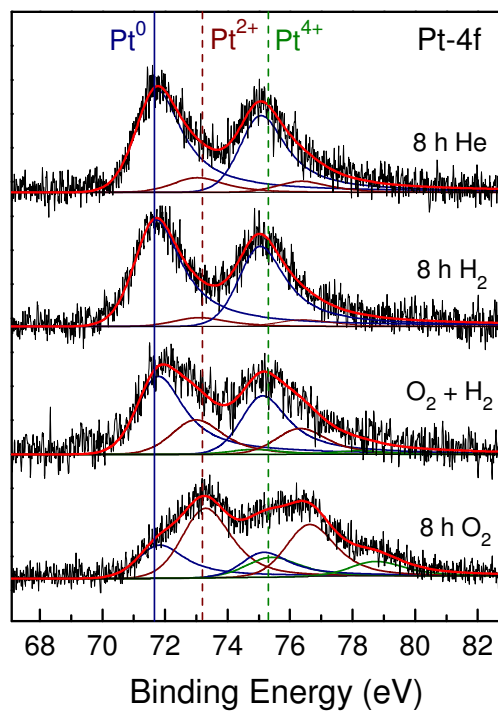 Pt⁰ Pt²⁺ Pt⁴⁺ Pt-4f
8 h He
8 h H₂
O₂ + H₂
8 h O₂
68 70 72 74 76 78 80 82
Binding Energy (eV)